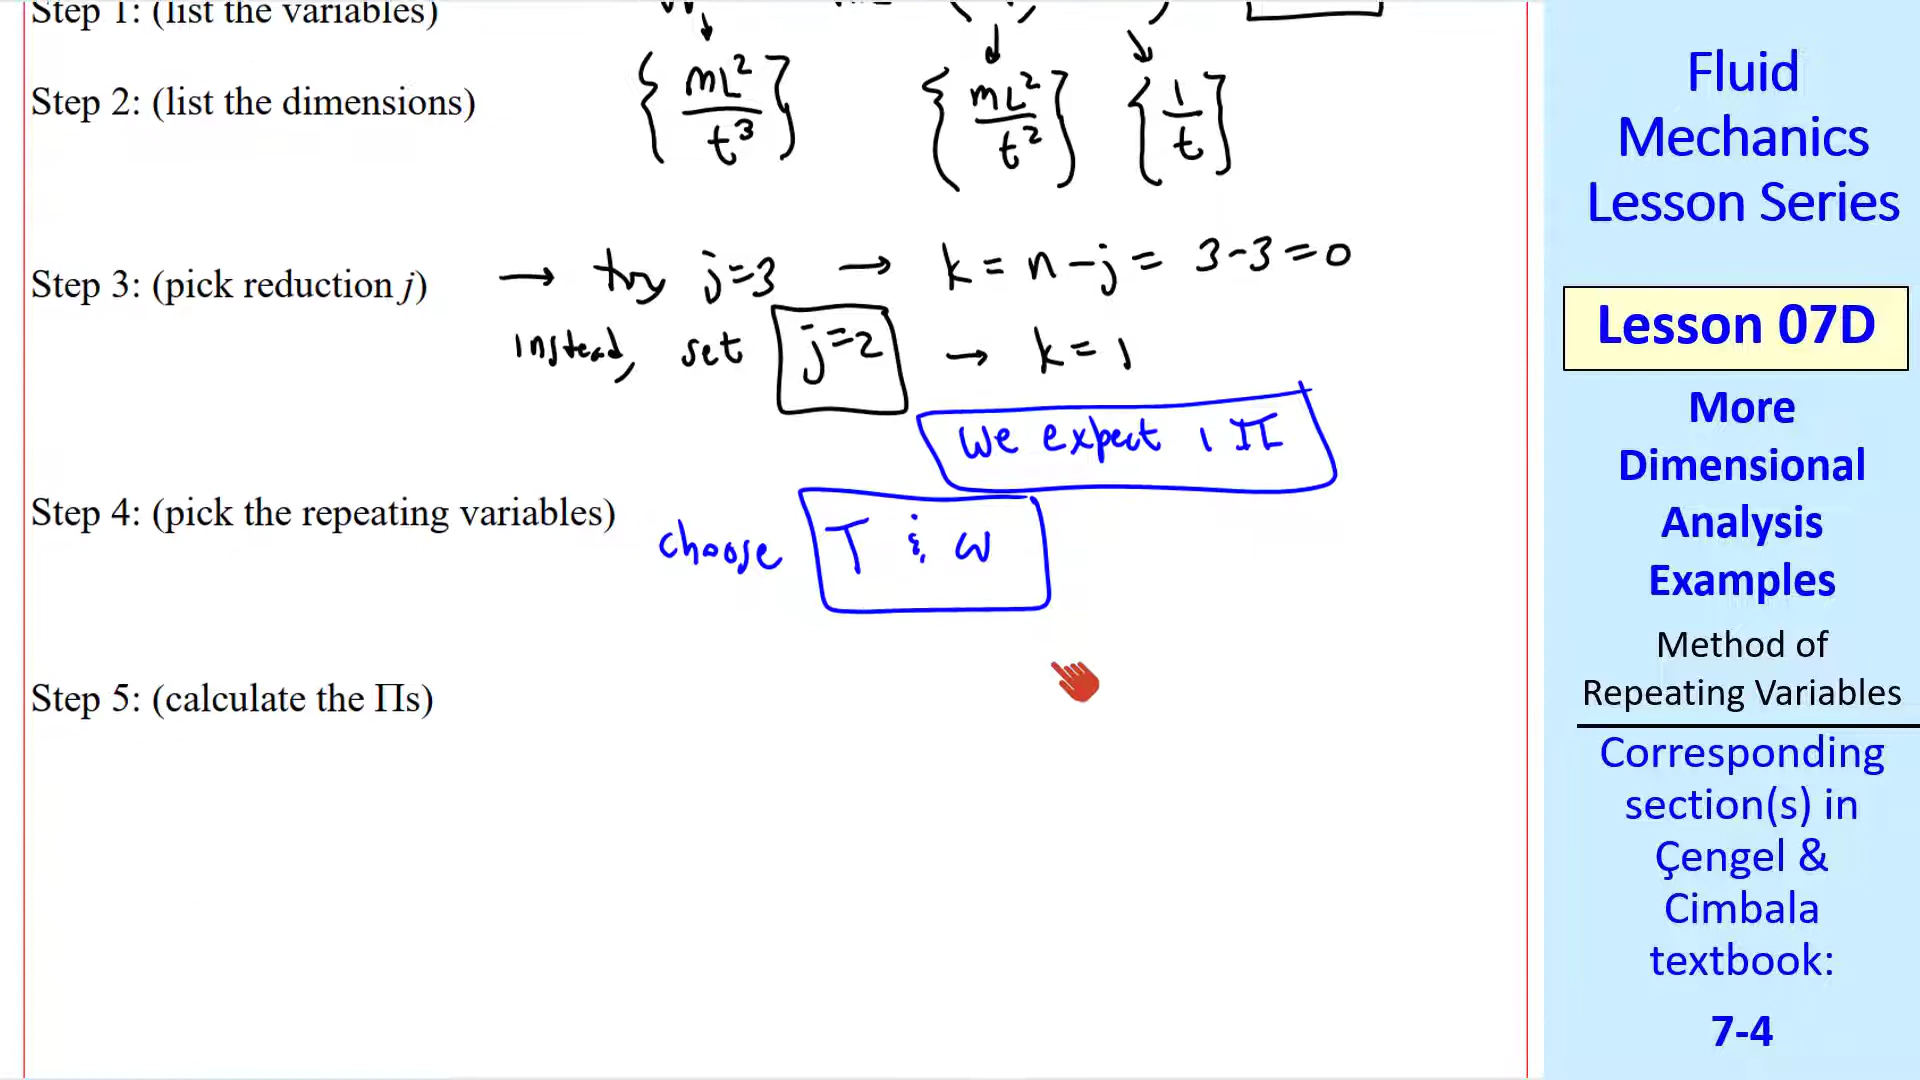 Step 1: (list the variables)
Step 2: (list the dimensions)
{mL²/t³} {mL²/t²} {1/t}
Step 3: (pick reduction j) → try j=3 → k = n - j = 3-3=0
instead, set j=2 → k=1
We expect 1 Π
Step 4: (pick the repeating variables) choose T & ω
Step 5: (calculate the Πs)
Fluid
Mechanics
Lesson Series
Lesson 07D
More
Dimensional
Analysis
Examples
Method of
Repeating Variables
Corresponding
section(s) in
Çengel &
Cimbala
textbook:
7-4